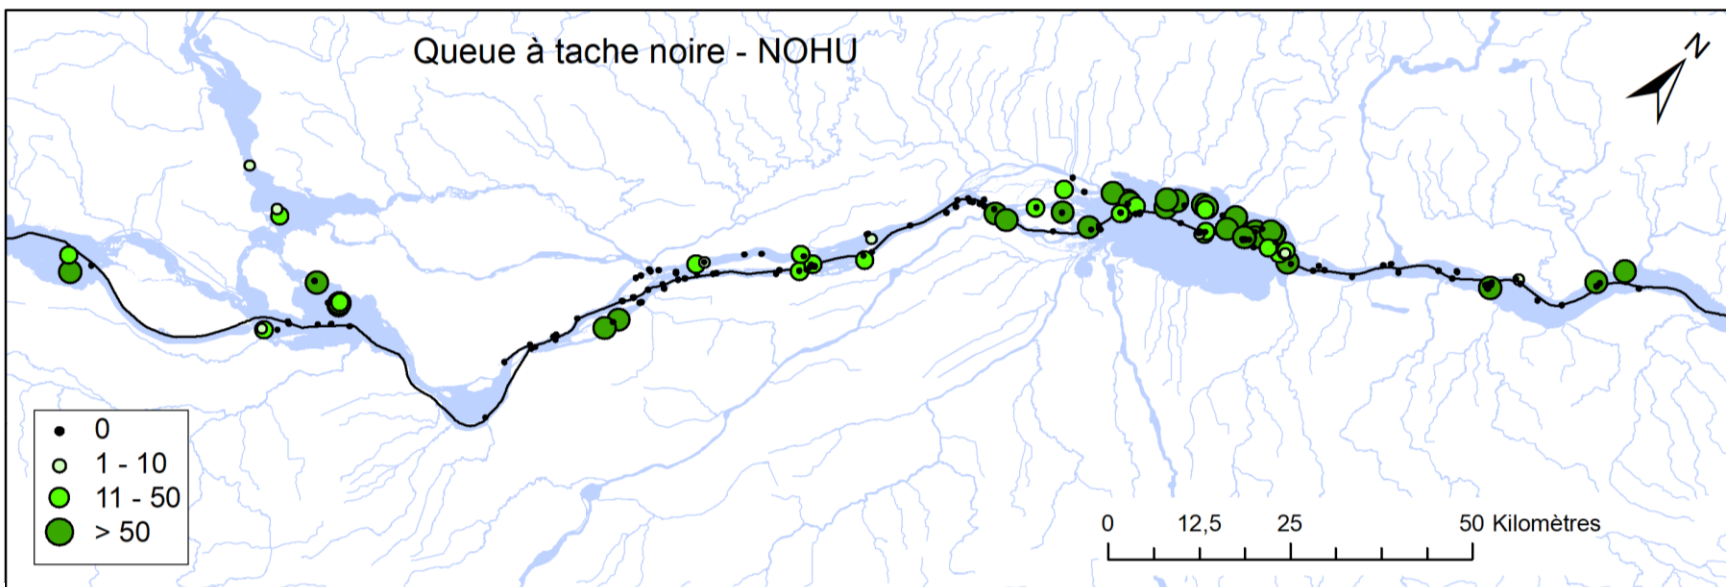 Queue à tache noire - NOHU
N
0
1 - 10
11 - 50
> 50
0 12,5 25 50 Kilomètres